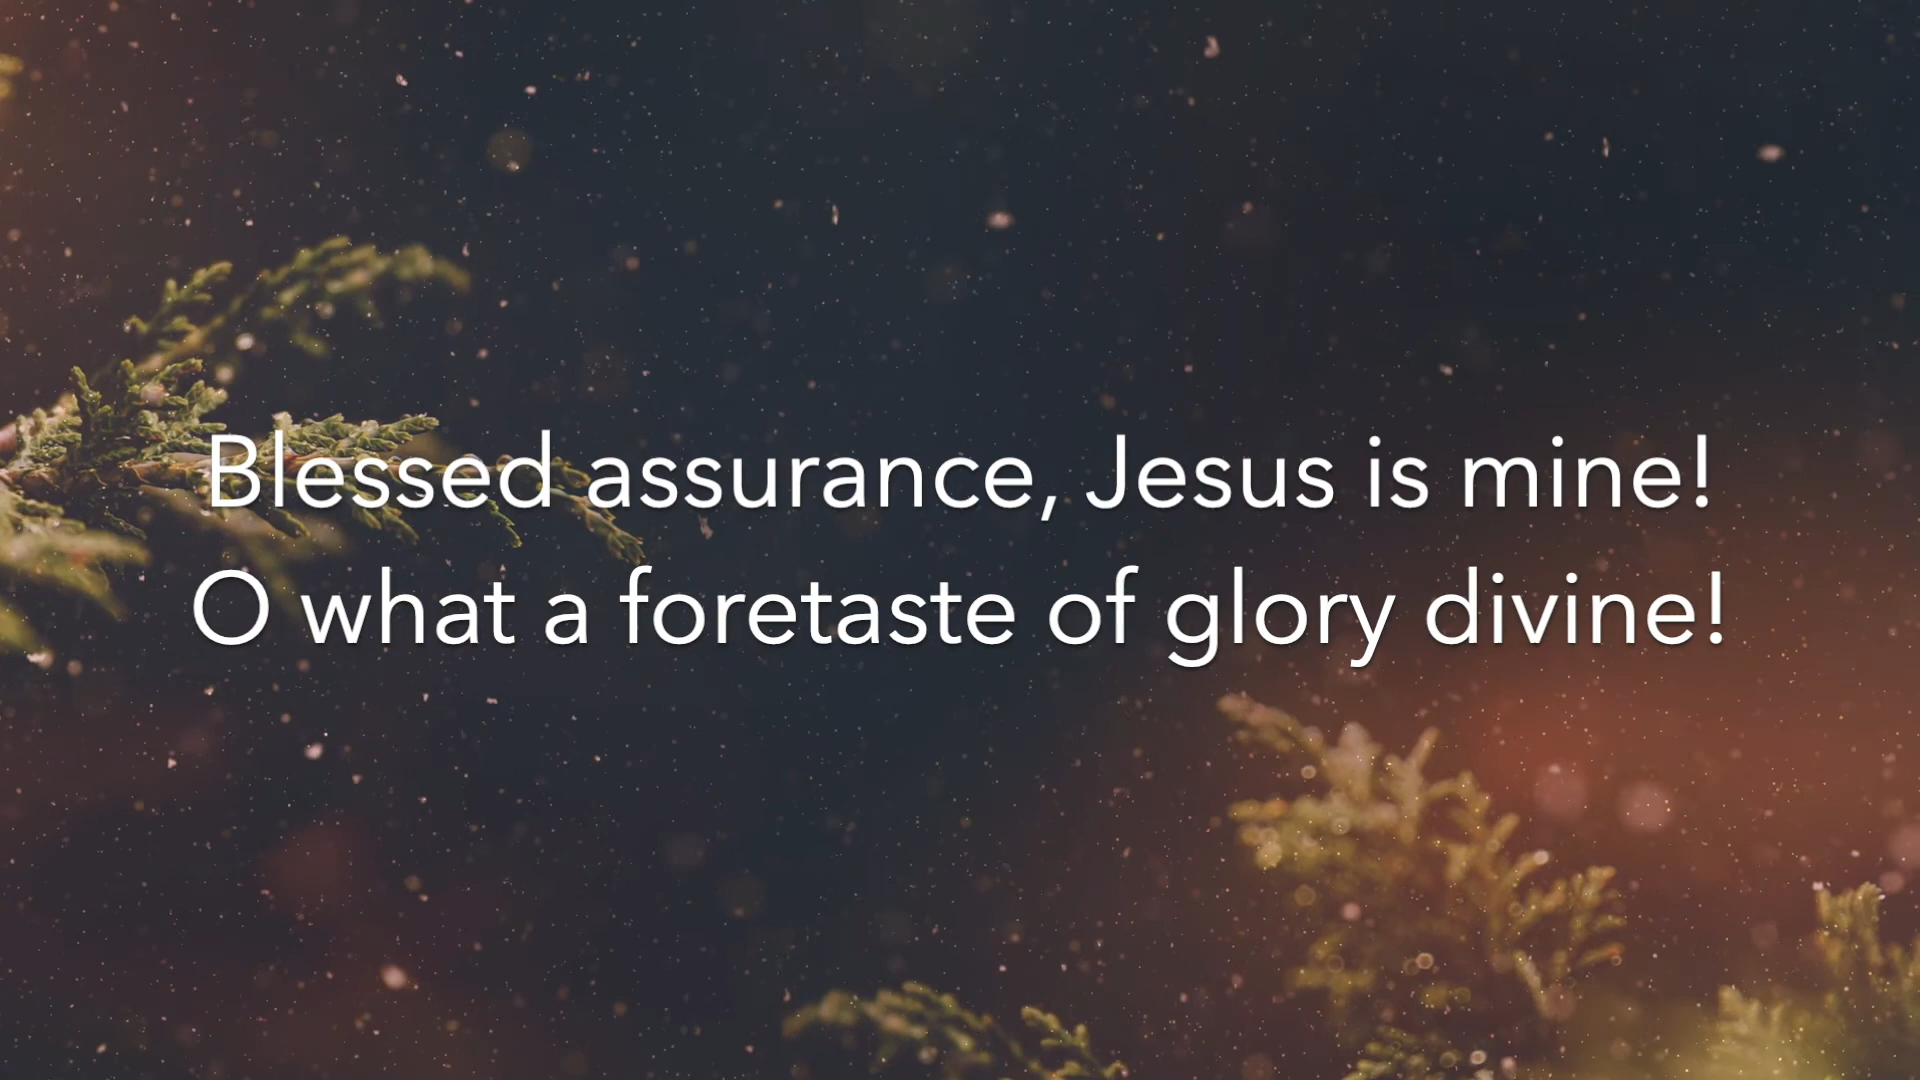 Blessed assurance, Jesus is mine!
O what a foretaste of glory divine!